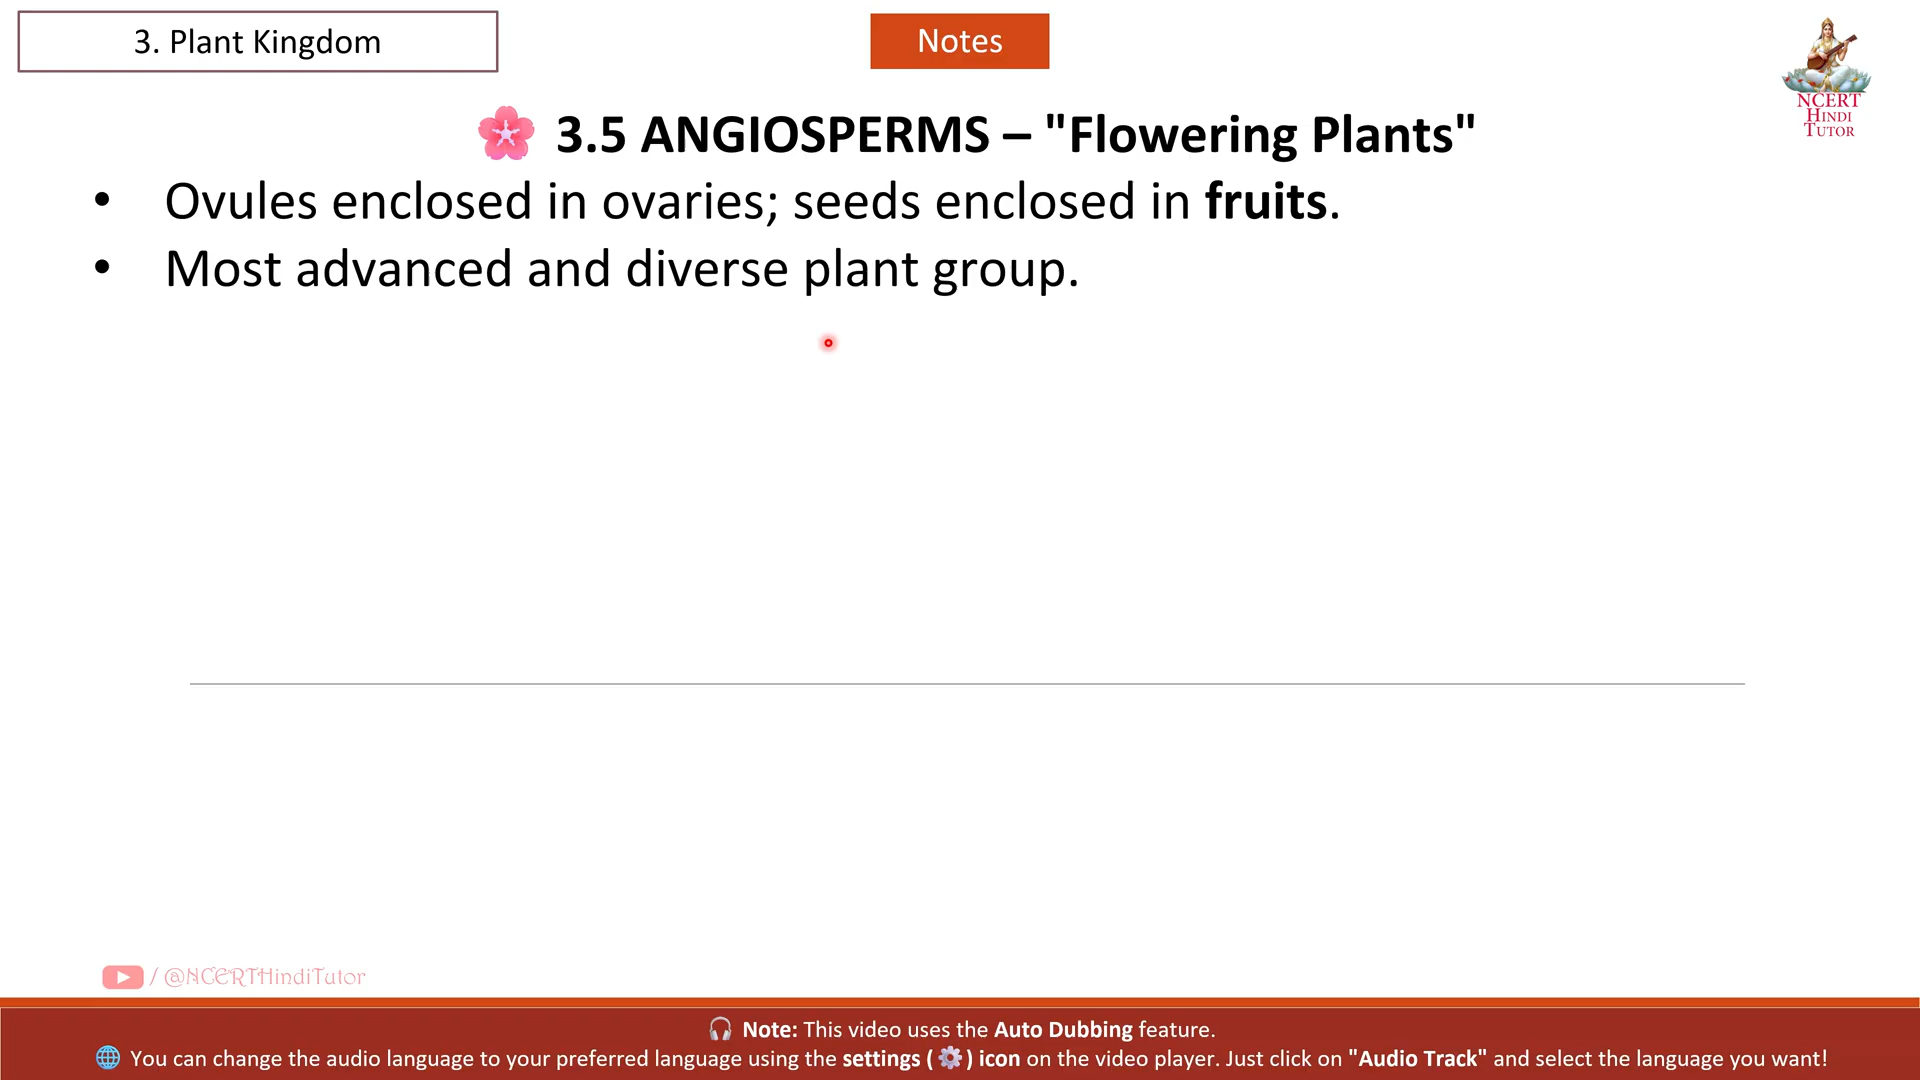 3. Plant Kingdom
Notes
NCERT
HINDI
TUTOR
🌸 3.5 ANGIOSPERMS – "Flowering Plants"
• Ovules enclosed in ovaries; seeds enclosed in fruits.
• Most advanced and diverse plant group.
/ @NCERTHindiTutor
🎧 Note: This video uses the Auto Dubbing feature.
🌐 You can change the audio language to your preferred language using the settings ( ⚙️ ) icon on the video player. Just click on "Audio Track" and select the language you want!